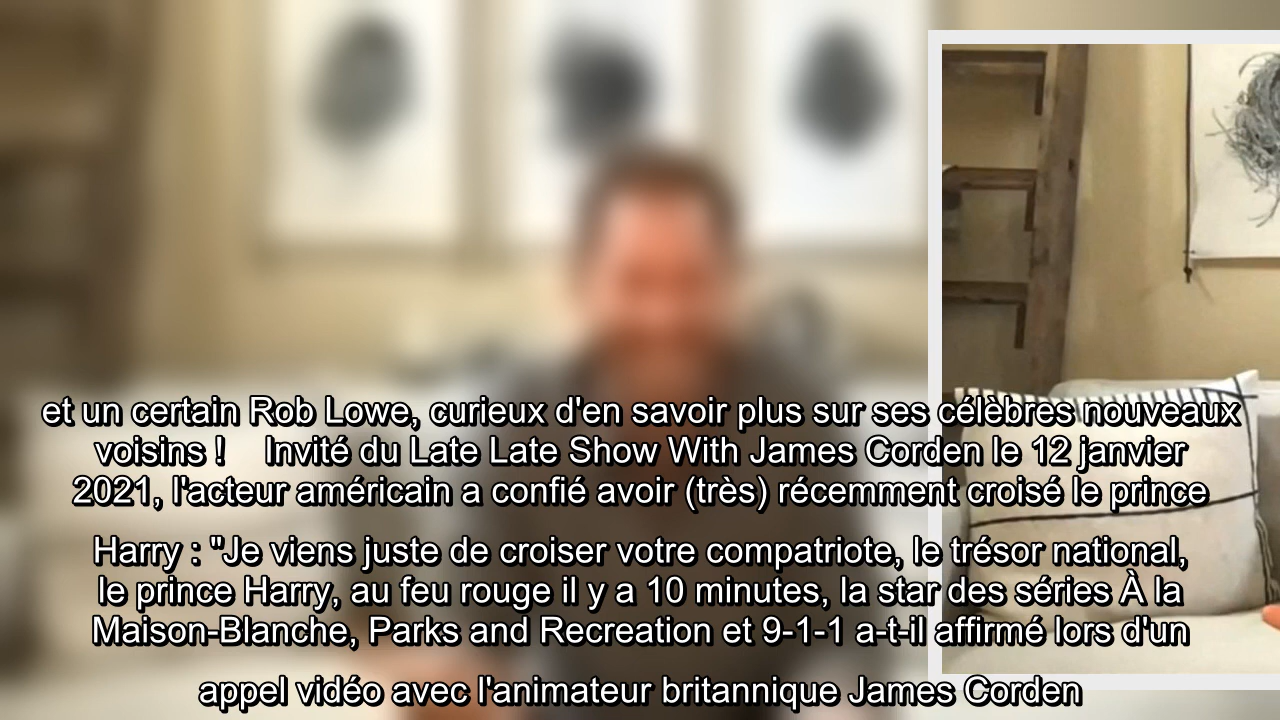 et un certain Rob Lowe, curieux d'en savoir plus sur ses célèbres nouveaux
voisins ! Invité du Late Late Show With James Corden le 12 janvier
2021, l'acteur américain a confié avoir (très) récemment croisé le prince
Harry : "Je viens juste de croiser votre compatriote, le trésor national,
le prince Harry, au feu rouge il y a 10 minutes, la star des séries À la
Maison-Blanche, Parks and Recreation et 9-1-1 a-t-il affirmé lors d'un
appel vidéo avec l'animateur britannique James Corden